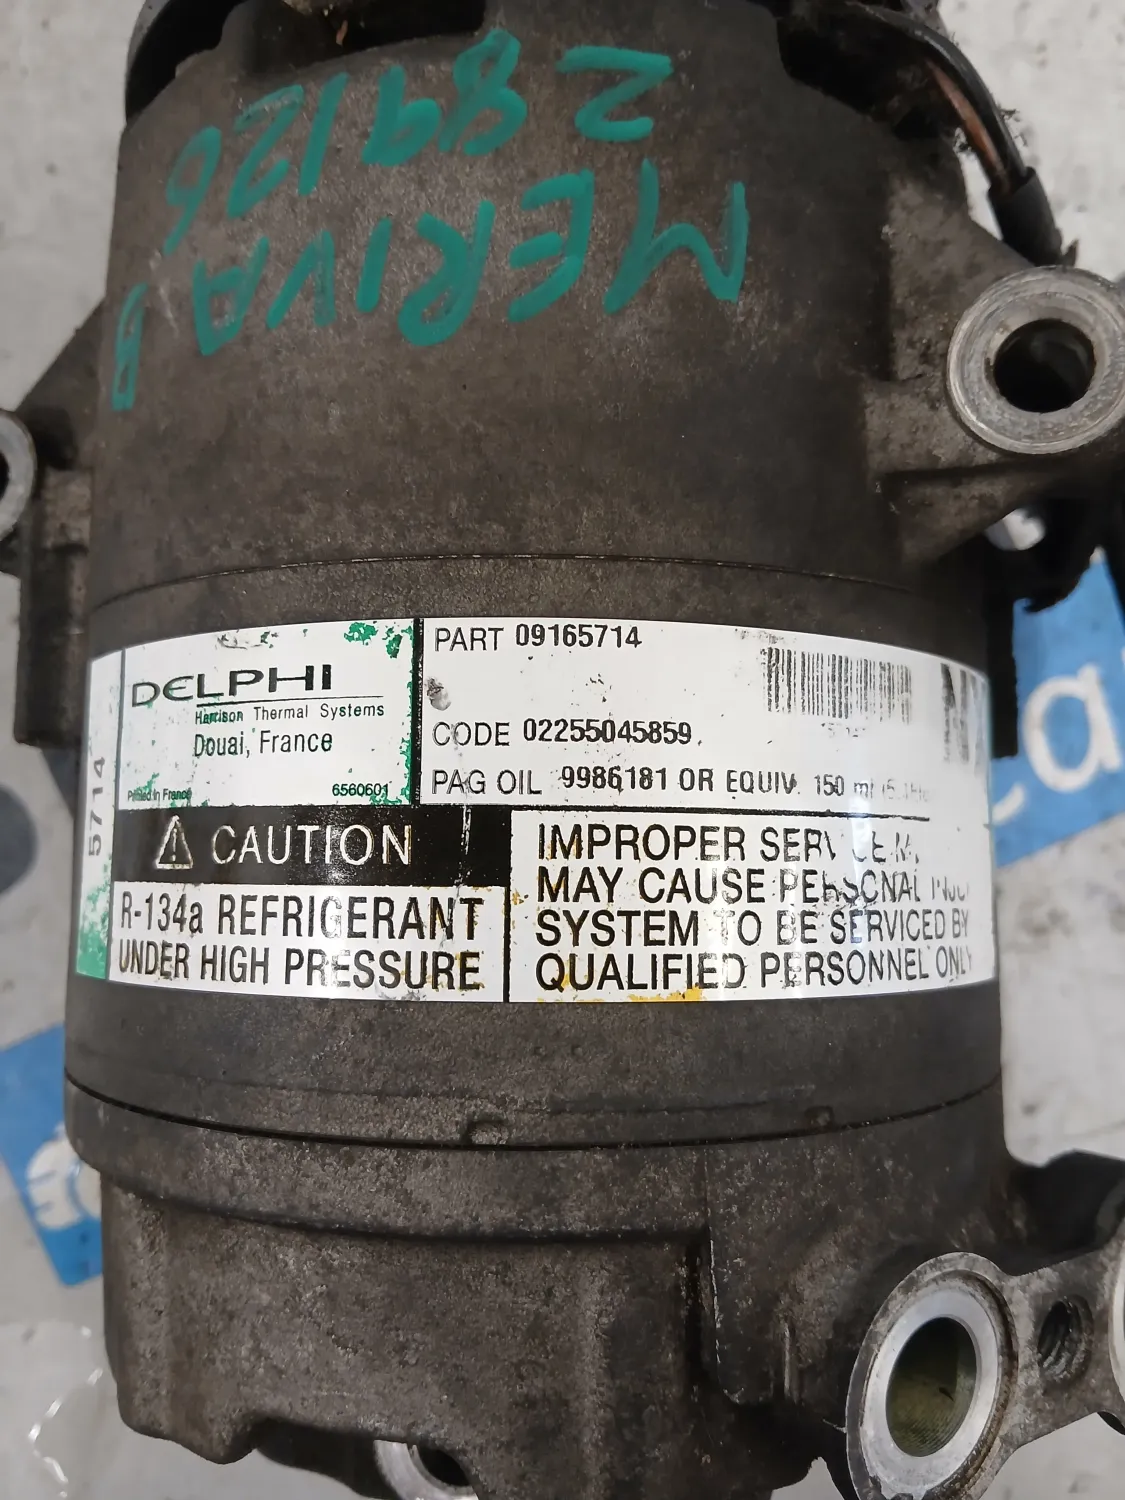 MERIVA B
289126
5714
DELPHI
Harrison Thermal Systems
Douai, France
Printed in France 6560601
PART 09165714
CODE 02255045859
PAG OIL 9986181 OR EQUIV. 150 ml
CAUTION
R-134a REFRIGERANT
UNDER HIGH PRESSURE
IMPROPER
MAY CAUSE PERSONAL
SYSTEM TO BE SERVICED BY
QUALIFIED PERSONNEL ONLY